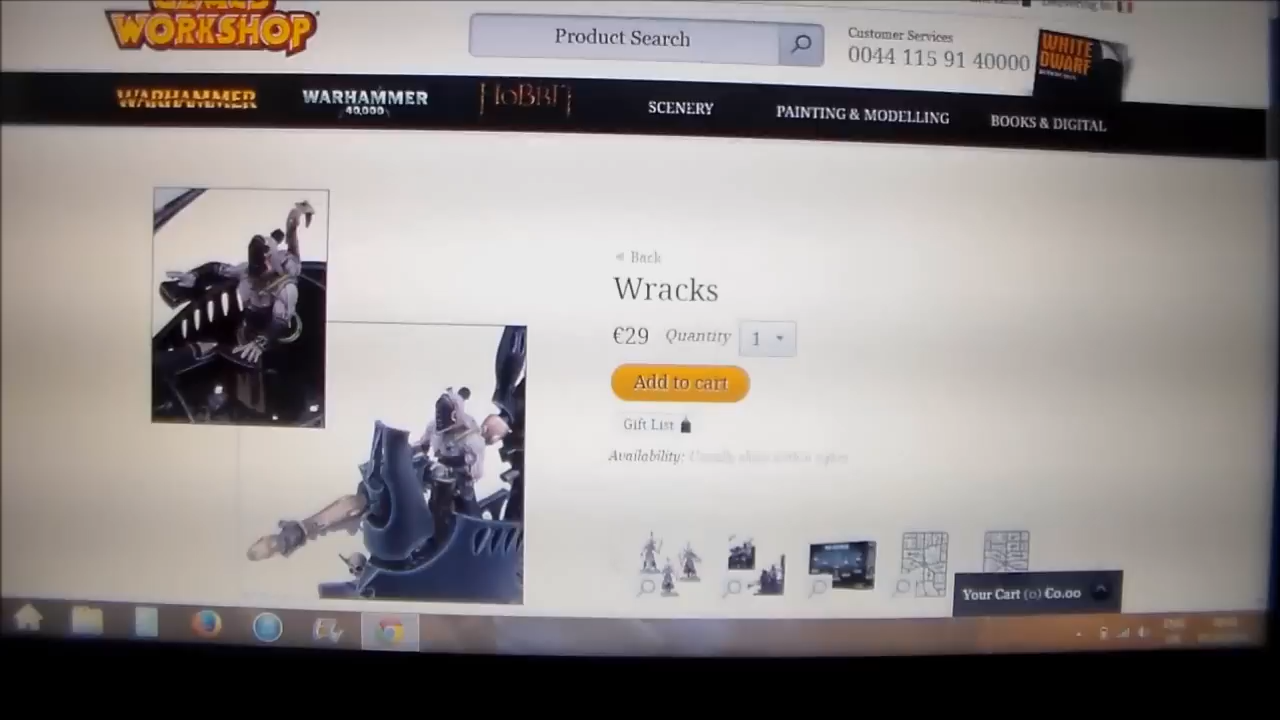 GAMES
WORKSHOP
Product Search
Customer Services
0044 115 91 40000
WHITE
DWARF
WARHAMMER
WARHAMMER
40,000
HOBBIT
SCENERY
PAINTING & MODELLING
BOOKS & DIGITAL
Back
Wracks
€29 Quantity 1
Add to cart
Gift List
Availability:
Your Cart (0) €0.00